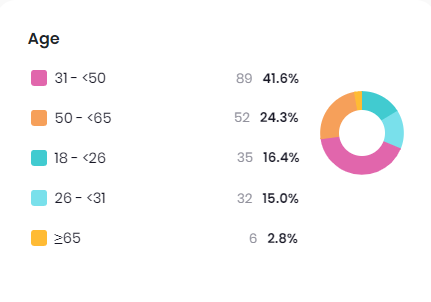 Age
31 - <50 89 41.6%
50 - <65 52 24.3%
18 - <26 35 16.4%
26 - <31 32 15.0%
≥65 6 2.8%